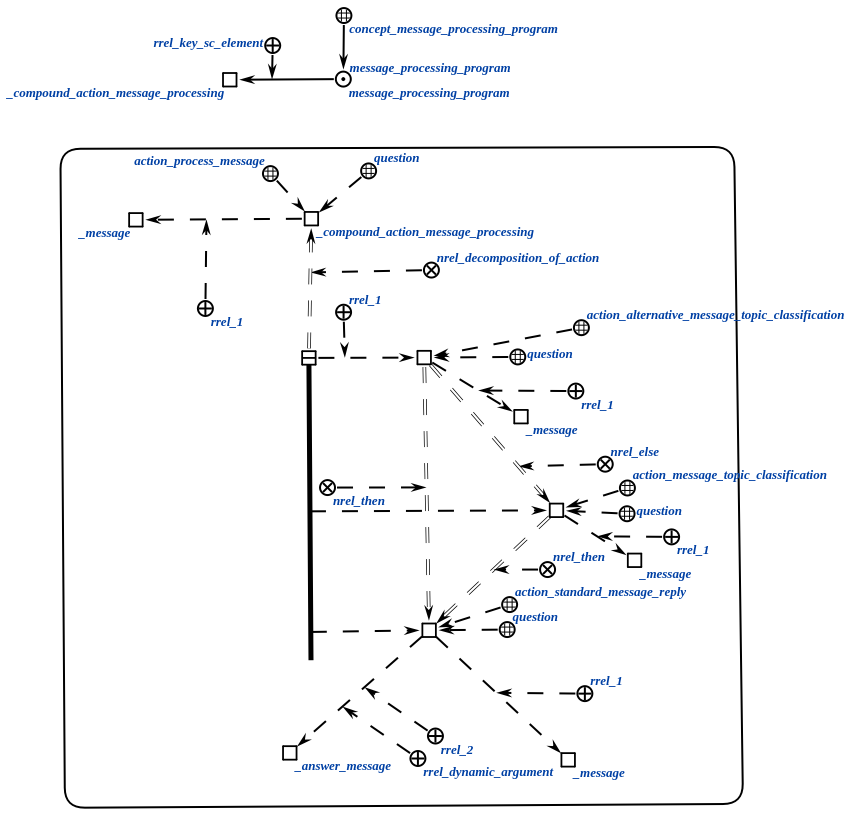 concept_message_processing_program
rrel_key_sc_element
message_processing_program
_compound_action_message_processing
message_processing_program
action_process_message
question
_message
_compound_action_message_processing
nrel_decomposition_of_action
rrel_1
rrel_1
action_alternative_message_topic_classification
question
rrel_1
_message
nrel_else
action_message_topic_classification
nrel_then
question
rrel_1
nrel_then
_message
action_standard_message_reply
question
rrel_1
rrel_2
_answer_message
rrel_dynamic_argument
_message